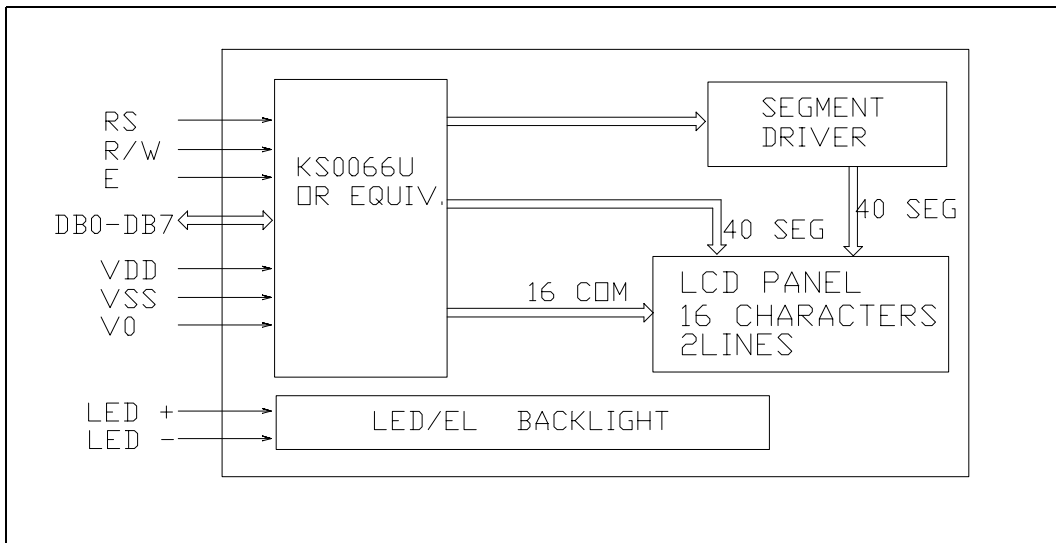 RS
R/W
E
DB0-DB7
VDD
VSS
V0
LED +
LED -
KS0066U
OR EQUIV.
SEGMENT
DRIVER
40 SEG
40 SEG
16 COM
LCD PANEL
16 CHARACTERS
2LINES
LED/EL BACKLIGHT